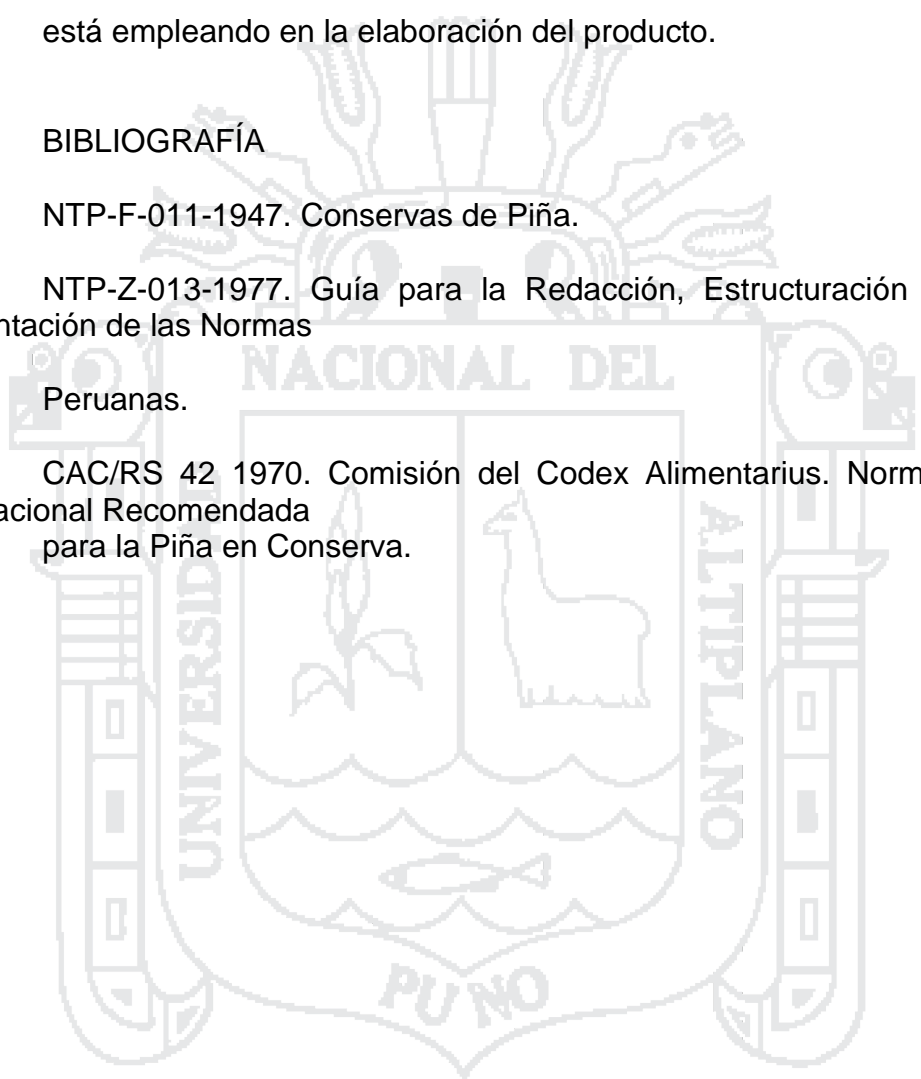 está empleando en la elaboración del producto.
BIBLIOGRAFÍA
NTP-F-011-1947. Conservas de Piña.
NTP-Z-013-1977. Guía para la Redacción, Estructuración
ntación de las Normas
NACIONAL DEL
Peruanas.
CAC/RS 42 1970. Comisión del Codex Alimentarius. Norm
acional Recomendada
para la Piña en Conserva.
UNIVERSIDAD
ALTIPLANO
PUNO